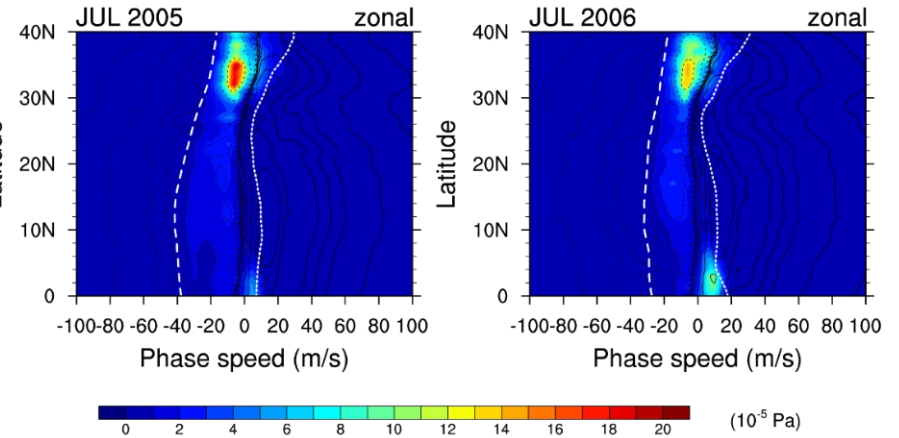 JUL 2005 zonal
JUL 2006 zonal
40N
30N
20N
10N
0
-100 -80 -60 -40 -20 0 20 40 60 80 100
Phase speed (m/s)
Latitude
40N
30N
20N
10N
0
-100 -80 -60 -40 -20 0 20 40 60 80 100
Phase speed (m/s)
0 2 4 6 8 10 12 14 16 18 20
(10⁻⁵ Pa)